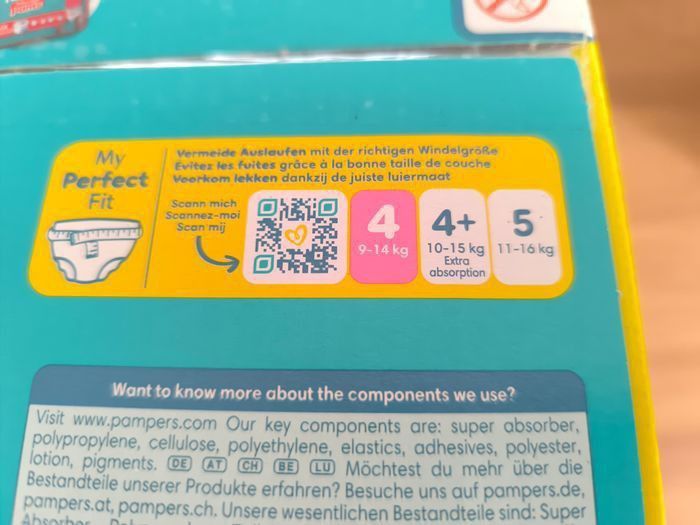 My
Perfect
Fit
Vermeide Auslaufen mit der richtigen Windelgröße
Évitez les fuites grâce à la bonne taille de couche
Voorkom lekken dankzij de juiste luiermaat
Scann mich
Scannez-moi
Scan mij
4
9-14 kg
4+
10-15 kg
Extra
absorption
5
11-16 kg
Want to know more about the components we use?
Visit www.pampers.com Our key components are: super absorber,
polypropylene, cellulose, polyethylene, elastics, adhesives, polyester,
lotion, pigments. DE AT CH BE LU Möchtest du mehr über die
Bestandteile unserer Produkte erfahren? Besuche uns auf pampers.de,
pampers.at, pampers.ch. Unsere wesentlichen Bestandteile sind: Super